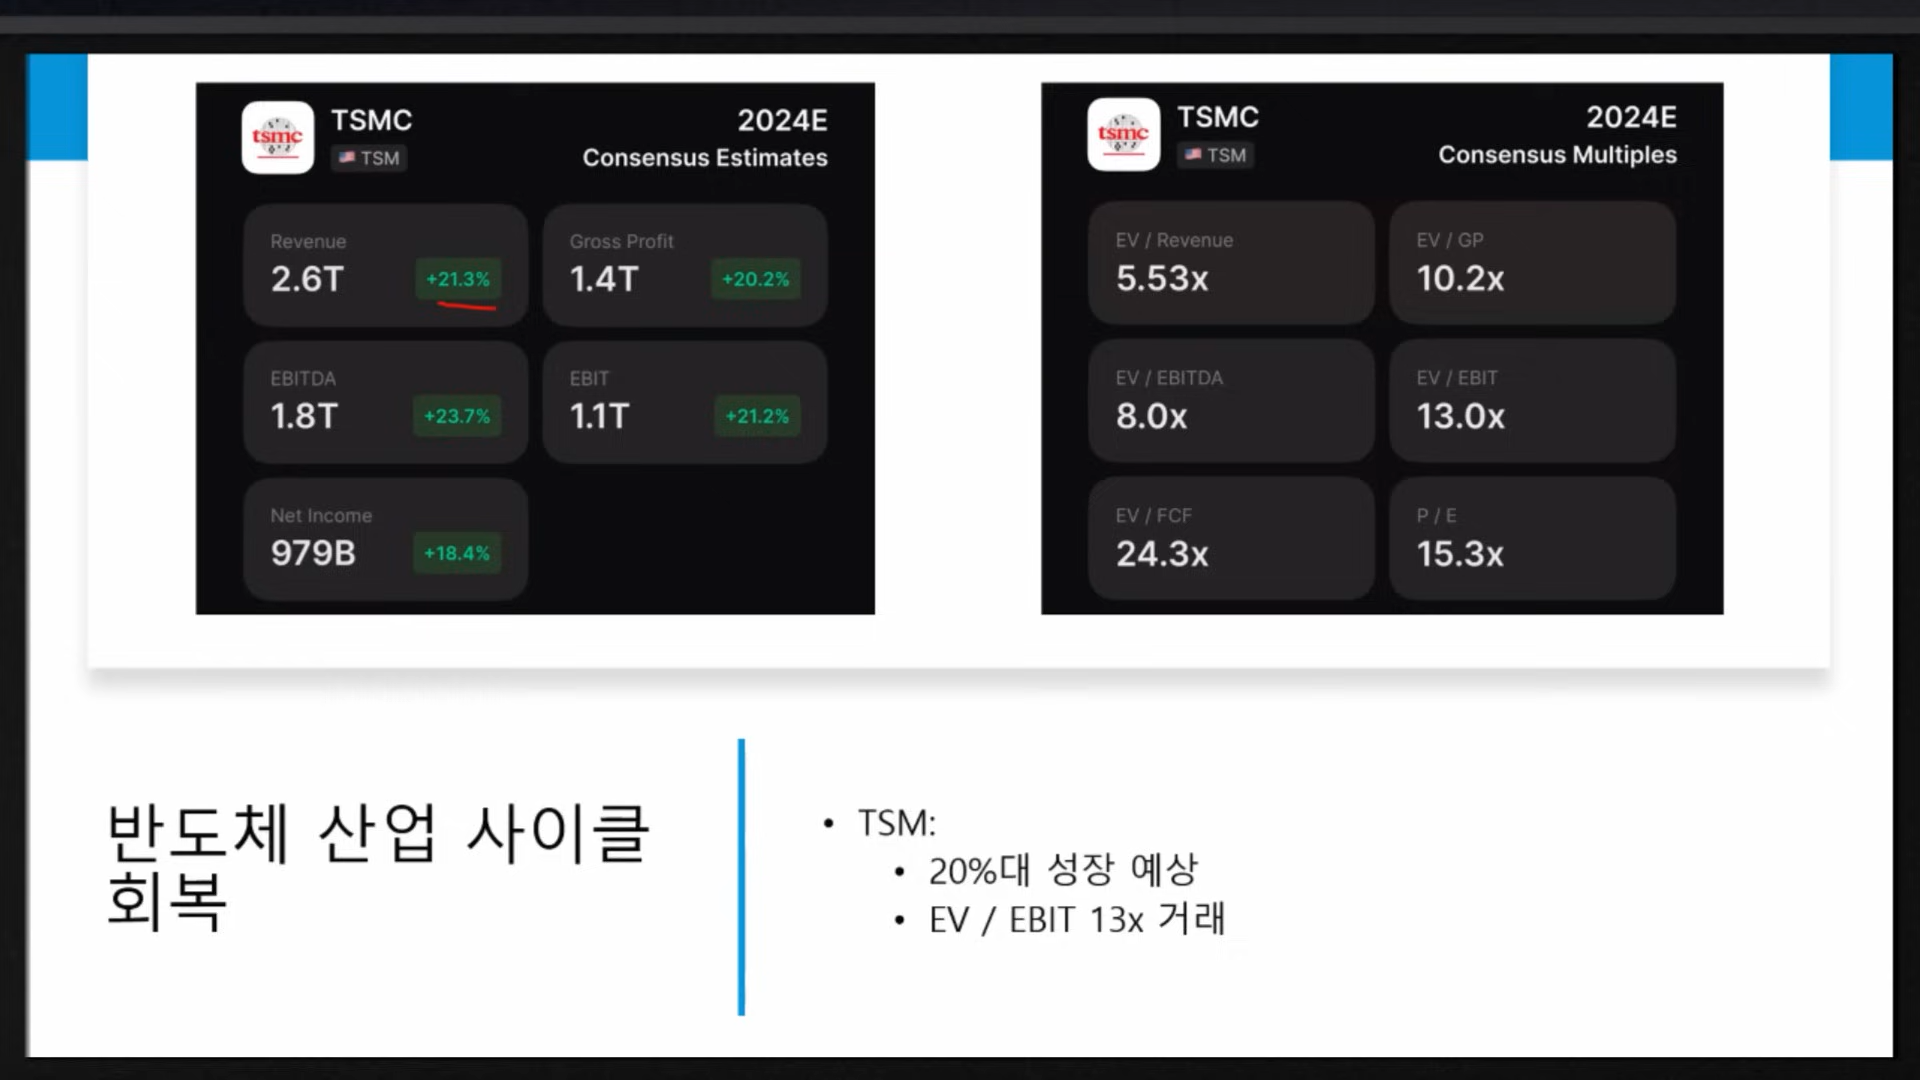 tsmc
TSMC
TSM
2024E
Consensus Estimates
Revenue
2.6T
+21.3%
Gross Profit
1.4T
+20.2%
EBITDA
1.8T
+23.7%
EBIT
1.1T
+21.2%
Net Income
979B
+18.4%
tsmc
TSMC
TSM
2024E
Consensus Multiples
EV / Revenue
5.53x
EV / GP
10.2x
EV / EBITDA
8.0x
EV / EBIT
13.0x
EV / FCF
24.3x
P / E
15.3x
반도체 산업 사이클
회복
• TSM:
• 20%대 성장 예상
• EV / EBIT 13x 거래